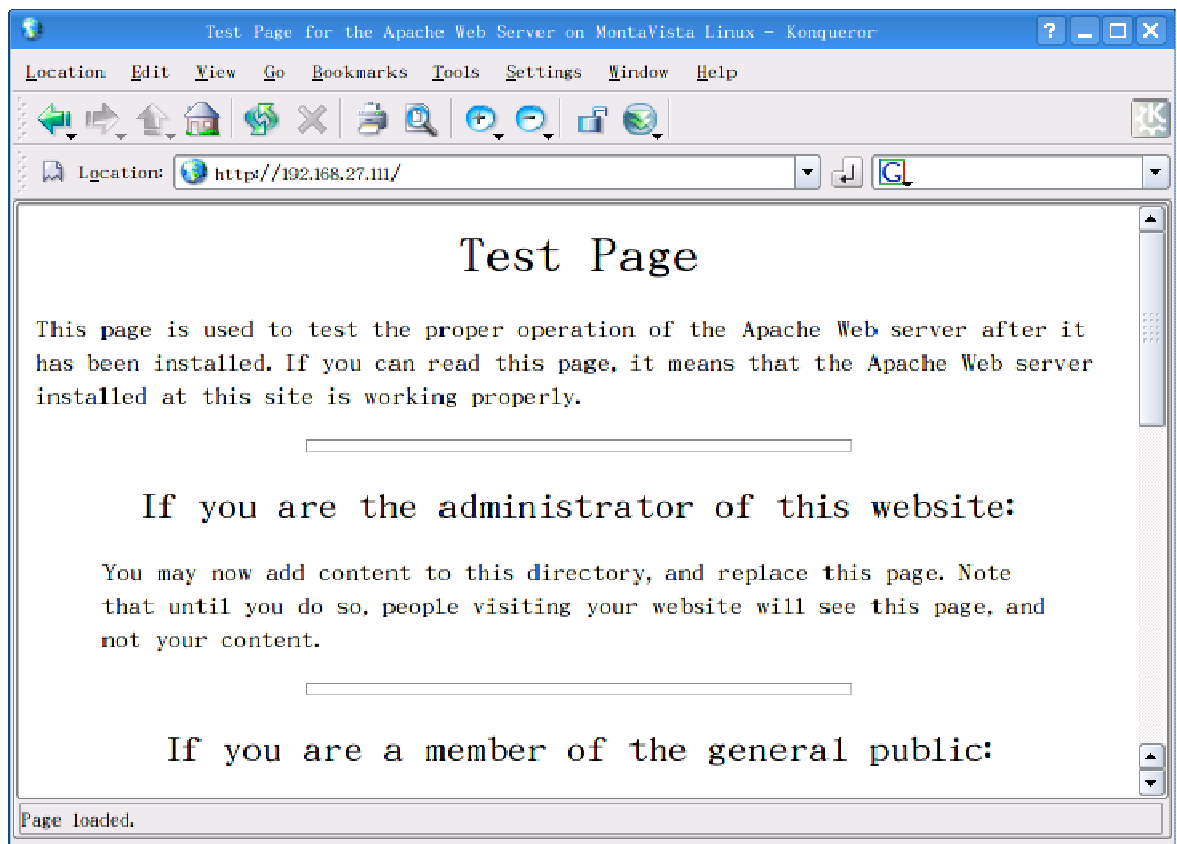 Test Page for the Apache Web Server on MontaVista Linux - Konqueror
Location Edit View Go Bookmarks Tools Settings Window Help
Location: http://192.168.27.111/
Test Page
This page is used to test the proper operation of the Apache Web server after it
has been installed. If you can read this page, it means that the Apache Web server
installed at this site is working properly.
If you are the administrator of this website:
You may now add content to this directory, and replace this page. Note
that until you do so, people visiting your website will see this page, and
not your content.
If you are a member of the general public:
Page loaded.